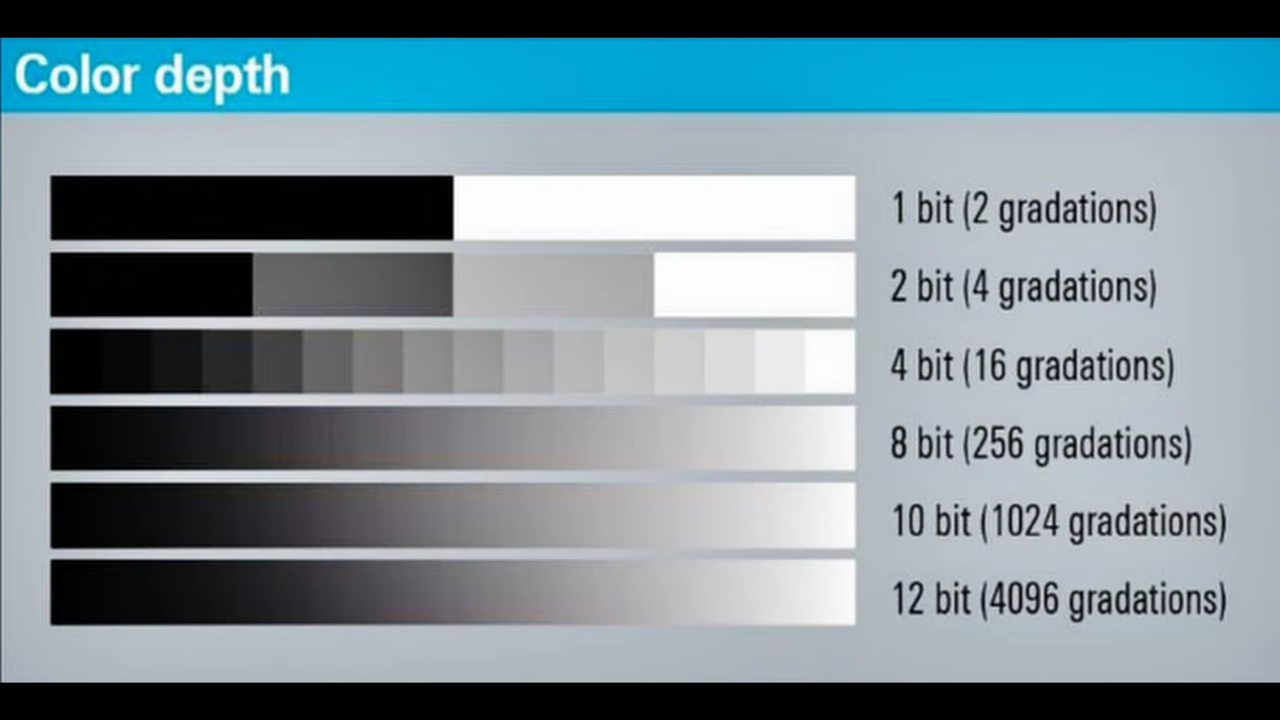 Color depth
1 bit (2 gradations)
2 bit (4 gradations)
4 bit (16 gradations)
8 bit (256 gradations)
10 bit (1024 gradations)
12 bit (4096 gradations)